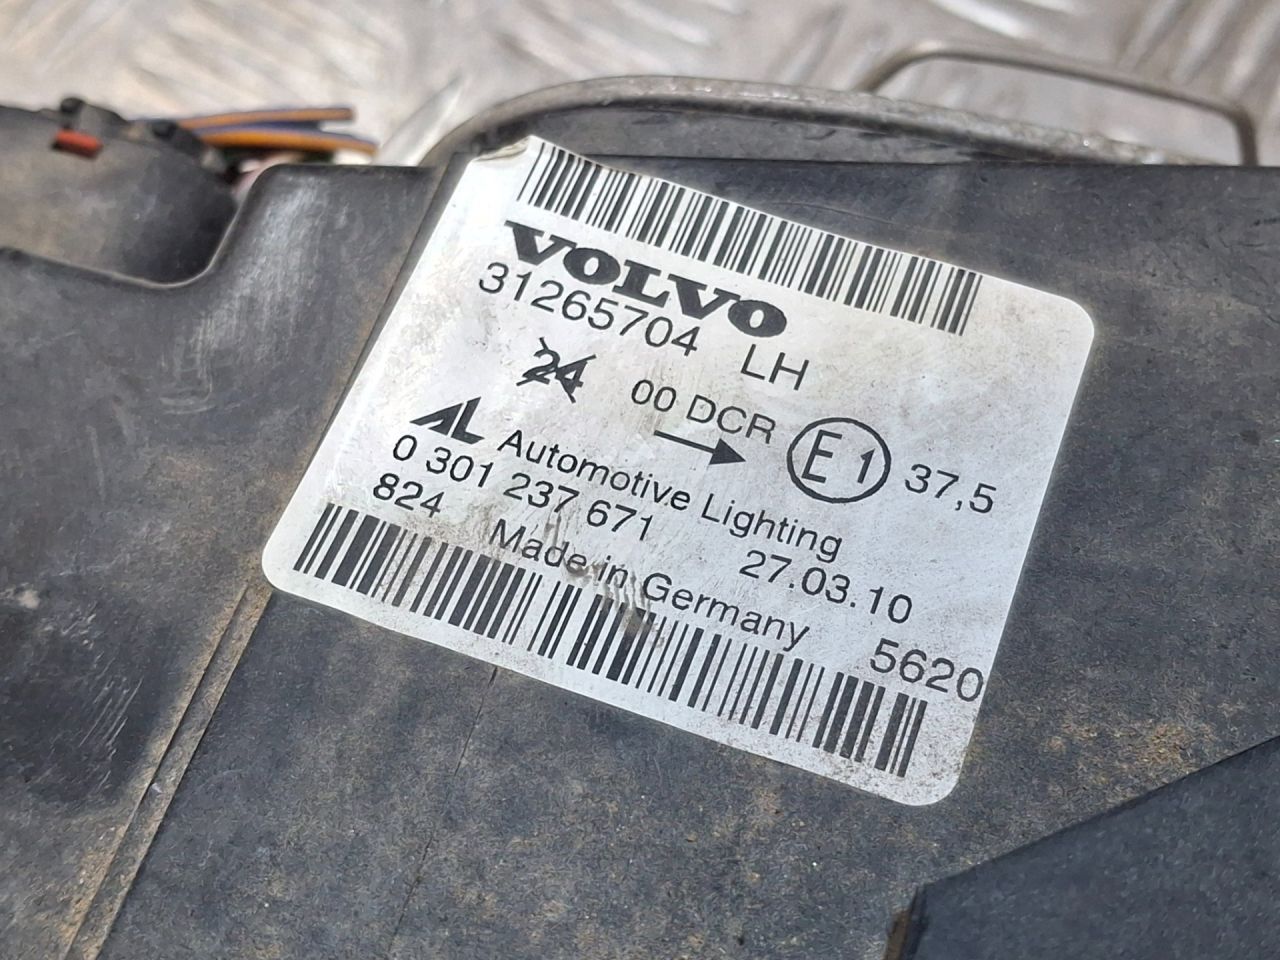 VOLVO
31265704 LH
24 00 DCR E1 37,5
AL Automotive Lighting
0 301 237 671 27.03.10
824 Made in Germany 5620